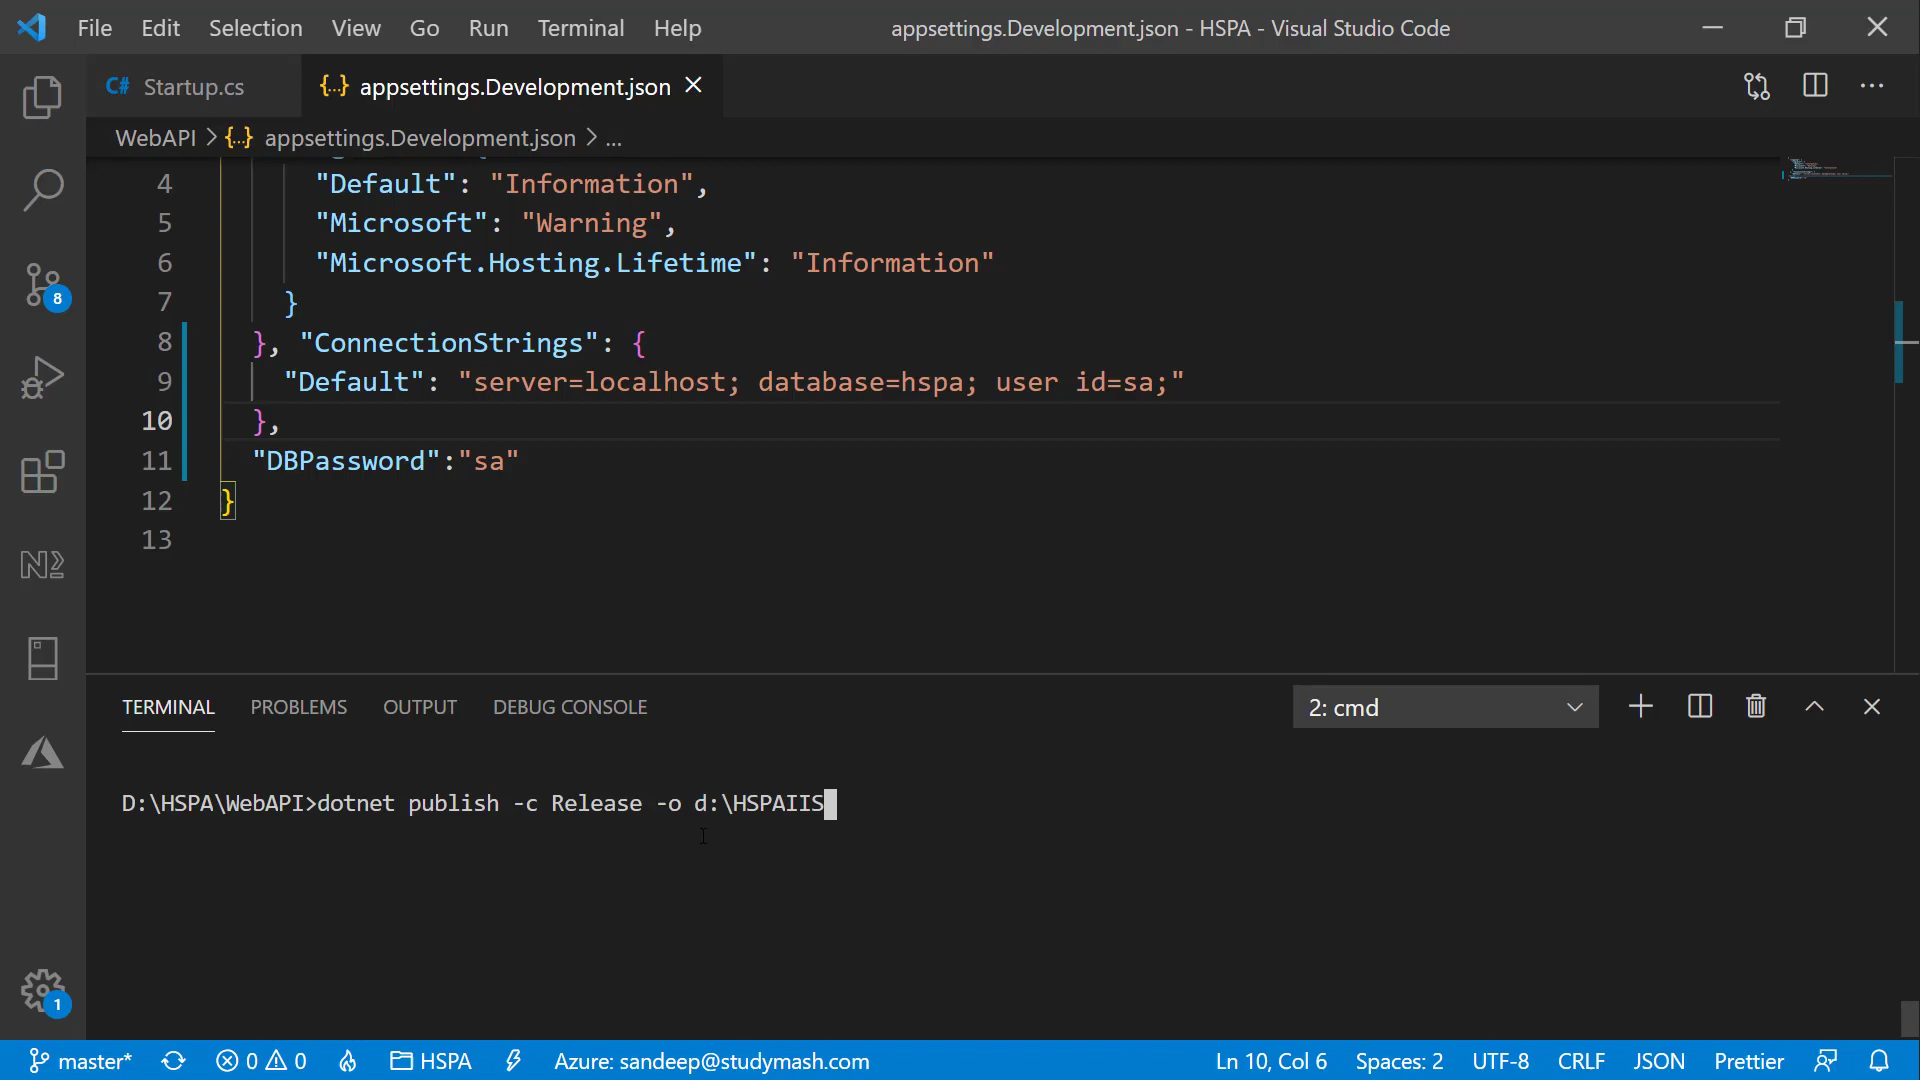 File Edit Selection View Go Run Terminal Help appsettings.Development.json - HSPA - Visual Studio Code
C# Startup.cs {..} appsettings.Development.json
WebAPI > {..} appsettings.Development.json > ...
4 "Default": "Information",
5 "Microsoft": "Warning",
6 "Microsoft.Hosting.Lifetime": "Information"
7 }
8 }, "ConnectionStrings": {
9 "Default": "server=localhost; database=hspa; user id=sa;"
10 },
11 "DBPassword":"sa"
12 }
13
8
TERMINAL PROBLEMS OUTPUT DEBUG CONSOLE 2: cmd
D:\HSPA\WebAPI>dotnet publish -c Release -o d:\HSPAIIS
1
master* 0 0 HSPA Azure: sandeep@studymash.com Ln 10, Col 6 Spaces: 2 UTF-8 CRLF JSON Prettier